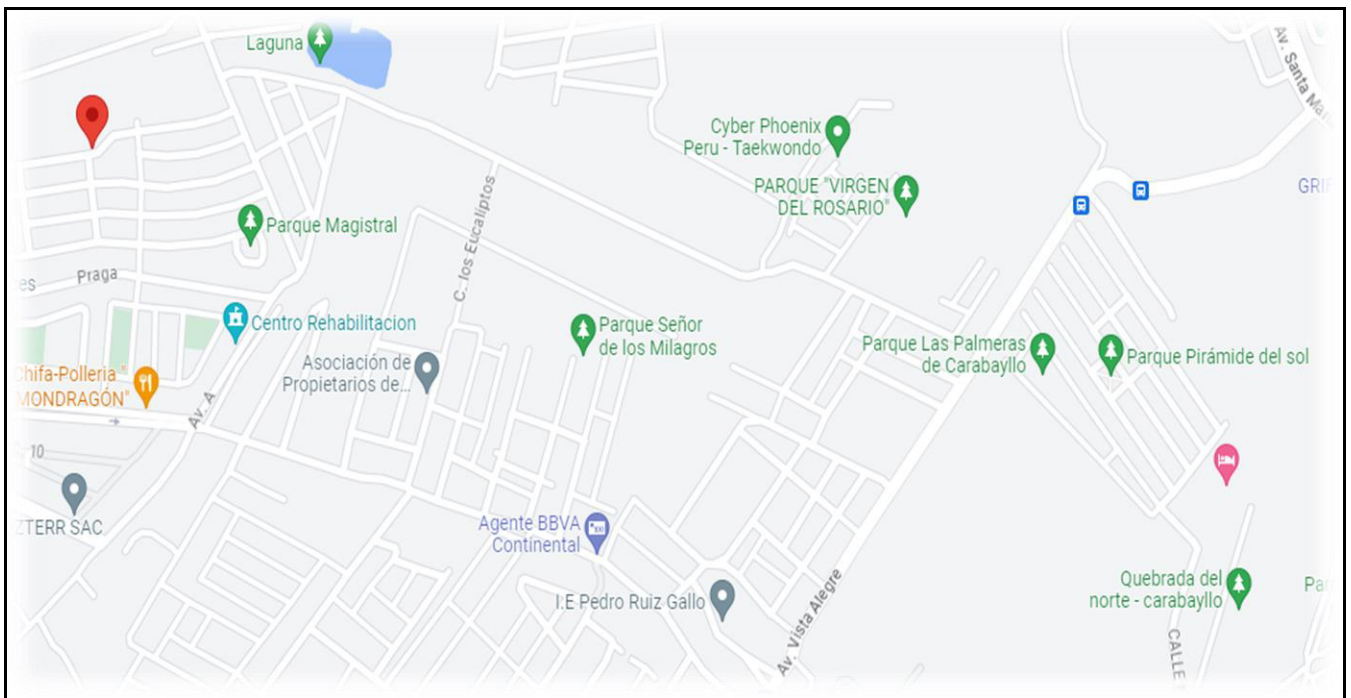 Laguna
Av. Santa Mar
Cyber Phoenix
Peru - Taekwondo
PARQUE "VIRGEN
DEL ROSARIO"
GRIF
Parque Magistral
C. los Eucaliptos
Praga
es
Centro Rehabilitacion
Parque Señor
de los Milagros
Asociación de
Propietarios de...
Parque Las Palmeras
de Carabayllo
Parque Pirámide del sol
Chifa-Polleria "
MONDRAGÓN"
Av. A
10
ZTERR SAC
Agente BBVA
Continental
I.E Pedro Ruiz Gallo
Av. Vista Alegre
Quebrada del
norte - carabayllo
Par
CALLE